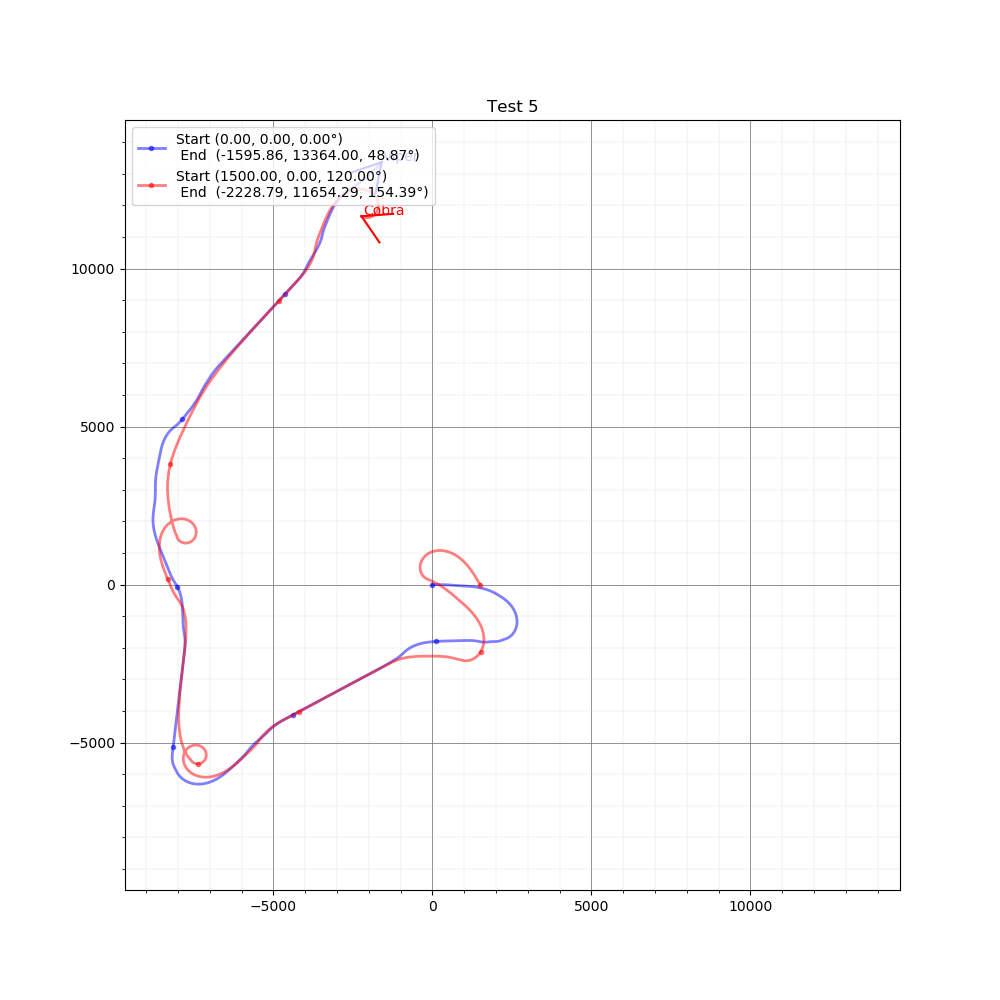 Test 5
Start (0.00, 0.00, 0.00°)
End (-1595.86, 13364.00, 48.87°)
Start (1500.00, 0.00, 120.00°)
End (-2228.79, 11654.29, 154.39°)
Cobra
10000
5000
0
−5000
−5000
0
5000
10000